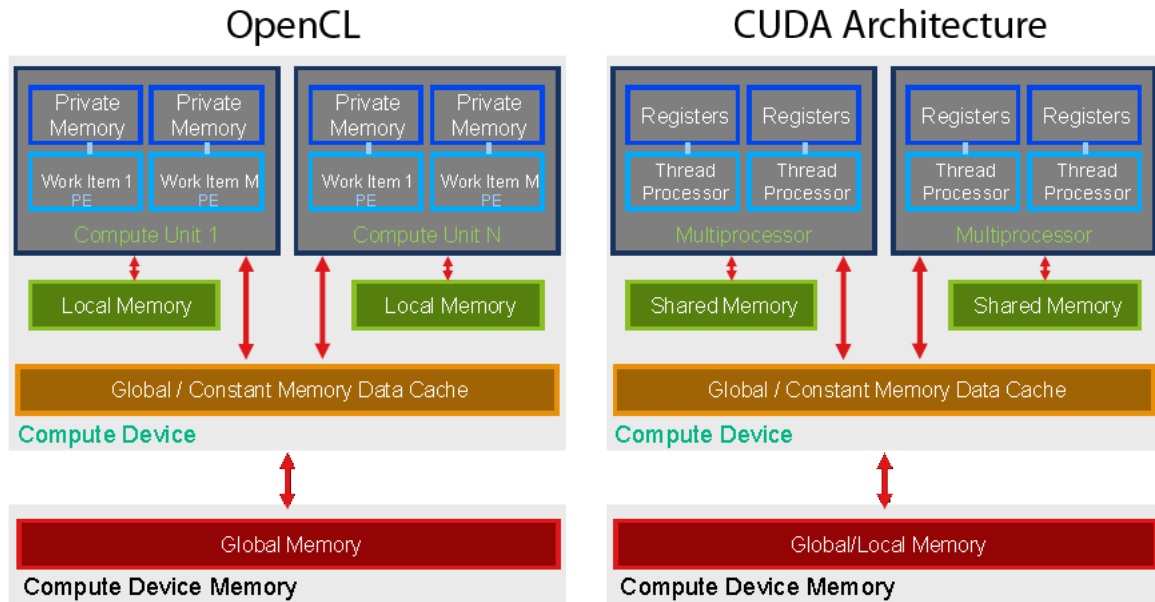 OpenCL
Private
Memory
Private
Memory
Work Item 1
PE
Work Item M
PE
Compute Unit 1
Private
Memory
Private
Memory
Work Item 1
PE
Work Item M
PE
Compute Unit N
Local Memory
Local Memory
Global / Constant Memory Data Cache
Compute Device
Global Memory
Compute Device Memory
CUDA Architecture
Registers
Registers
Thread
Processor
Thread
Processor
Multiprocessor
Registers
Registers
Thread
Processor
Thread
Processor
Multiprocessor
Shared Memory
Shared Memory
Global / Constant Memory Data Cache
Compute Device
Global/Local Memory
Compute Device Memory